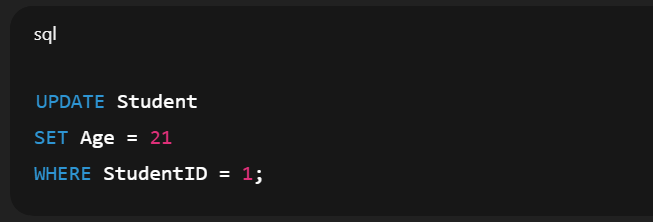 sql
UPDATE Student
SET Age = 21
WHERE StudentID = 1;